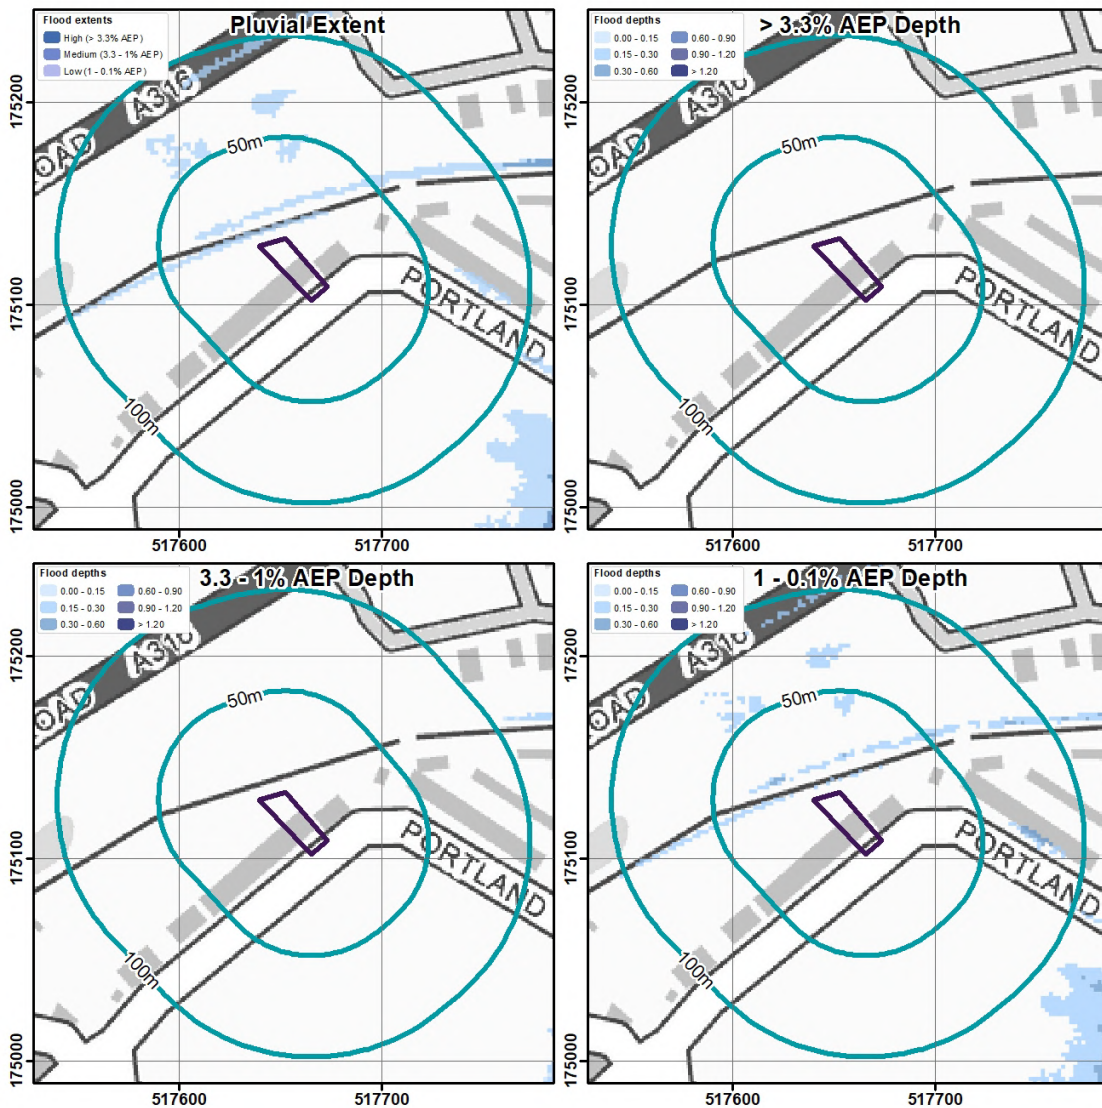 Pluvial Extent
Flood extents
High (> 3.3% AEP)
Medium (3.3 - 1% AEP)
Low (1 - 0.1% AEP)
OAD A316
50m
100m
PORTLAND
175200
175100
175000
517600 517700
> 3.3% AEP Depth
Flood depths
0.00 - 0.15 0.60 - 0.90
0.15 - 0.30 0.90 - 1.20
0.30 - 0.60 > 1.20
OAD A316
50m
100m
PORTLAND
175200
175100
175000
517600 517700
3.3 - 1% AEP Depth
Flood depths
0.00 - 0.15 0.60 - 0.90
0.15 - 0.30 0.90 - 1.20
0.30 - 0.60 > 1.20
OAD A316
50m
100m
PORTLAND
175200
175100
175000
517600 517700
1 - 0.1% AEP Depth
Flood depths
0.00 - 0.15 0.60 - 0.90
0.15 - 0.30 0.90 - 1.20
0.30 - 0.60 > 1.20
OAD A316
50m
100m
PORTLAND
175200
175100
175000
517600 517700